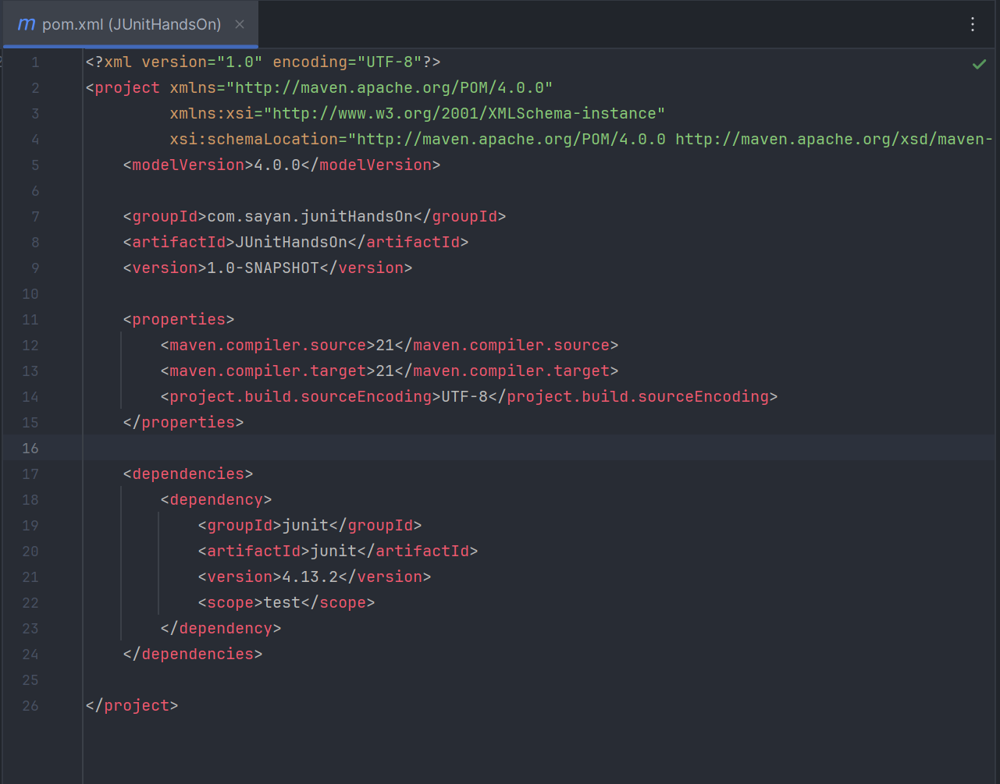 m pom.xml (JUnitHandsOn) ×
1 <?xml version="1.0" encoding="UTF-8"?>
2 <project xmlns="http://maven.apache.org/POM/4.0.0"
3 xmlns:xsi="http://www.w3.org/2001/XMLSchema-instance"
4 xsi:schemaLocation="http://maven.apache.org/POM/4.0.0 http://maven.apache.org/xsd/maven-
5 <modelVersion>4.0.0</modelVersion>
6
7 <groupId>com.sayan.junitHandsOn</groupId>
8 <artifactId>JUnitHandsOn</artifactId>
9 <version>1.0-SNAPSHOT</version>
10
11 <properties>
12 <maven.compiler.source>21</maven.compiler.source>
13 <maven.compiler.target>21</maven.compiler.target>
14 <project.build.sourceEncoding>UTF-8</project.build.sourceEncoding>
15 </properties>
16
17 <dependencies>
18 <dependency>
19 <groupId>junit</groupId>
20 <artifactId>junit</artifactId>
21 <version>4.13.2</version>
22 <scope>test</scope>
23 </dependency>
24 </dependencies>
25
26 </project>